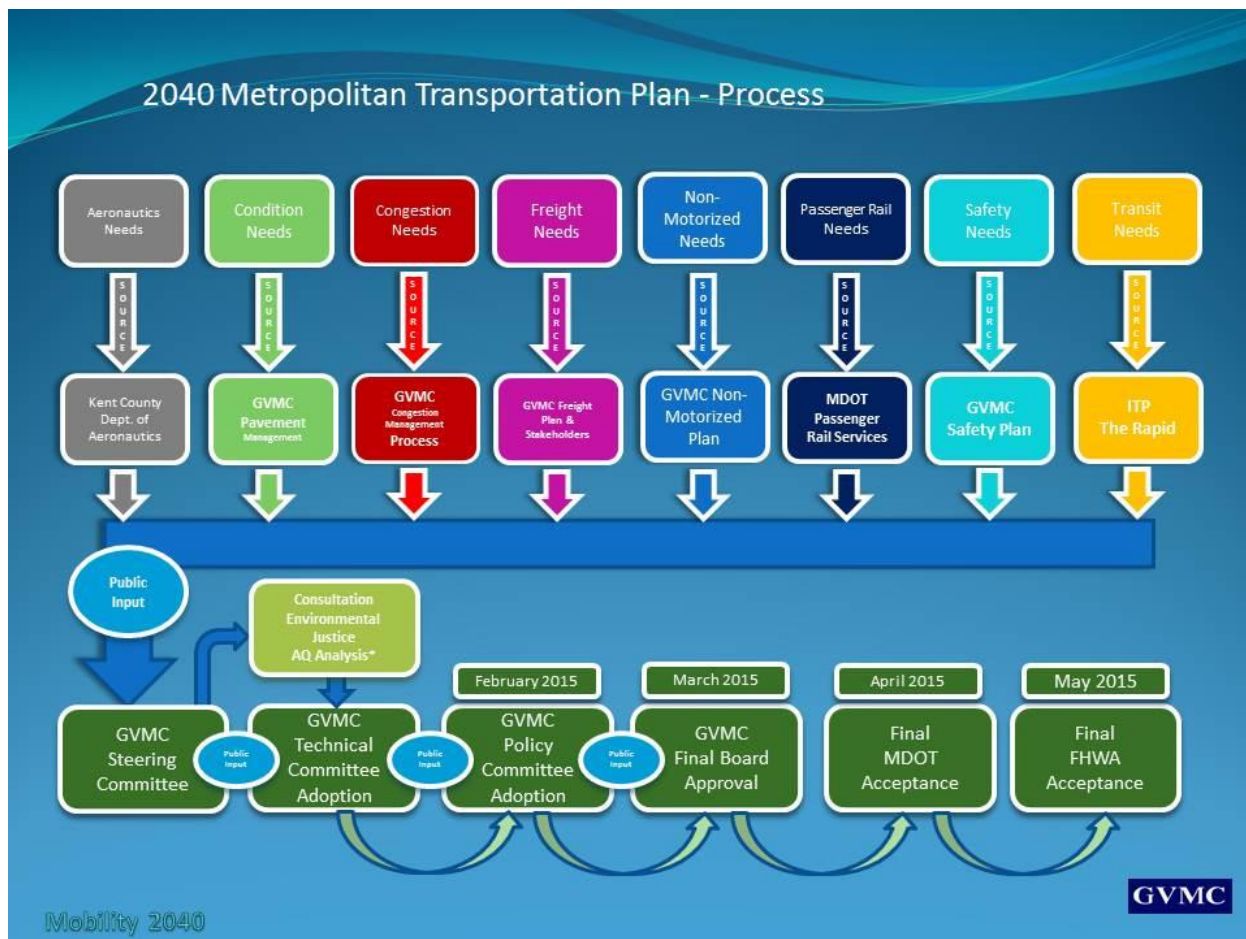 2040 Metropolitan Transportation Plan - Process
Aeronautics
Needs
Condition
Needs
Congestion
Needs
Freight
Needs
Non-
Motorized
Needs
Passenger Rail
Needs
Safety
Needs
Transit
Needs
SOURCE
SOURCE
SOURCE
SOURCE
SOURCE
SOURCE
SOURCE
SOURCE
Kent County
Dept. of
Aeronautics
GVMC
Pavement
Management
GVMC
Congestion
Management
Process
GVMC Freight
Plan &
Stakeholders
GVMC Non-
Motorized
Plan
MDOT
Passenger
Rail Services
GVMC
Safety Plan
ITP
The Rapid
Public
Input
Consultation
Environmental
Justice
AQ Analysis*
February 2015
March 2015
April 2015
May 2015
GVMC
Steering
Committee
Public
Input
GVMC
Technical
Committee
Adoption
Public
Input
GVMC
Policy
Committee
Adoption
Public
Input
GVMC
Final Board
Approval
Final
MDOT
Acceptance
Final
FHWA
Acceptance
GVMC
Mobility 2040